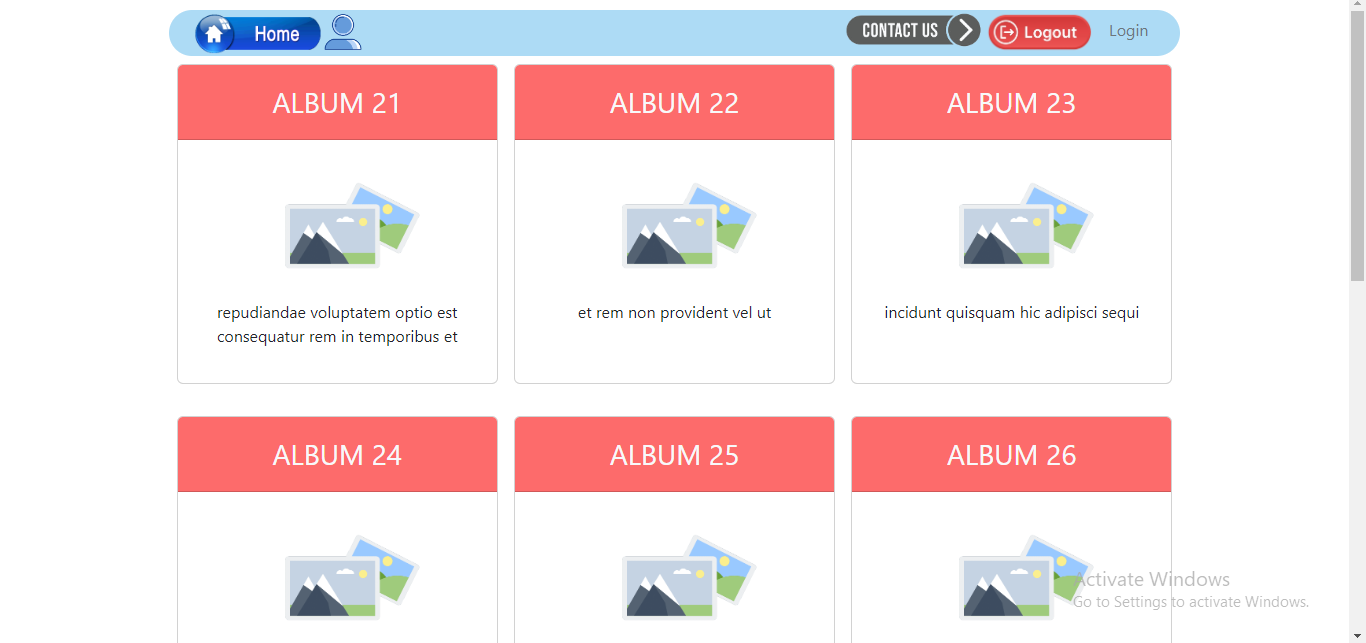 Home
CONTACT US
Logout
Login
ALBUM 21
ALBUM 22
ALBUM 23
repudiandae voluptatem optio est
consequatur rem in temporibus et
et rem non provident vel ut
incidunt quisquam hic adipisci sequi
ALBUM 24
ALBUM 25
ALBUM 26
Activate Windows
Go to Settings to activate Windows.